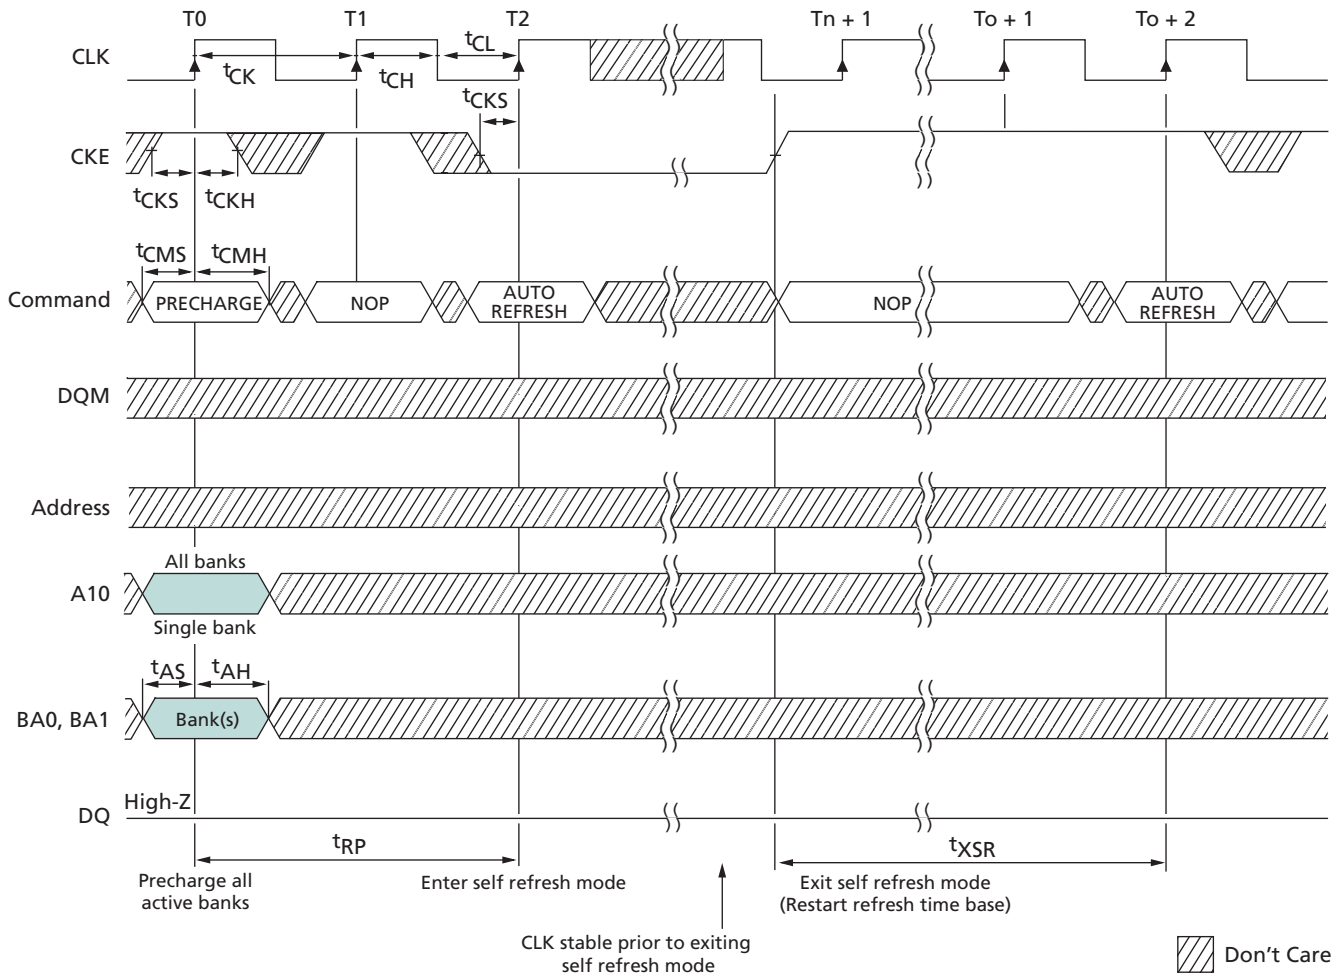 T0 T1 T2 Tn + 1 To + 1 To + 2
CLK
tCK tCH tCL
tCKS
CKE
tCKS tCKH
tCMS tCMH
Command PRECHARGE NOP AUTO REFRESH NOP AUTO REFRESH
DQM
Address
All banks
A10
Single bank
tAS tAH
BA0, BA1 Bank(s)
High-Z
DQ
tRP tXSR
Precharge all
active banks
Enter self refresh mode
Exit self refresh mode
(Restart refresh time base)
CLK stable prior to exiting
self refresh mode
Don't Care